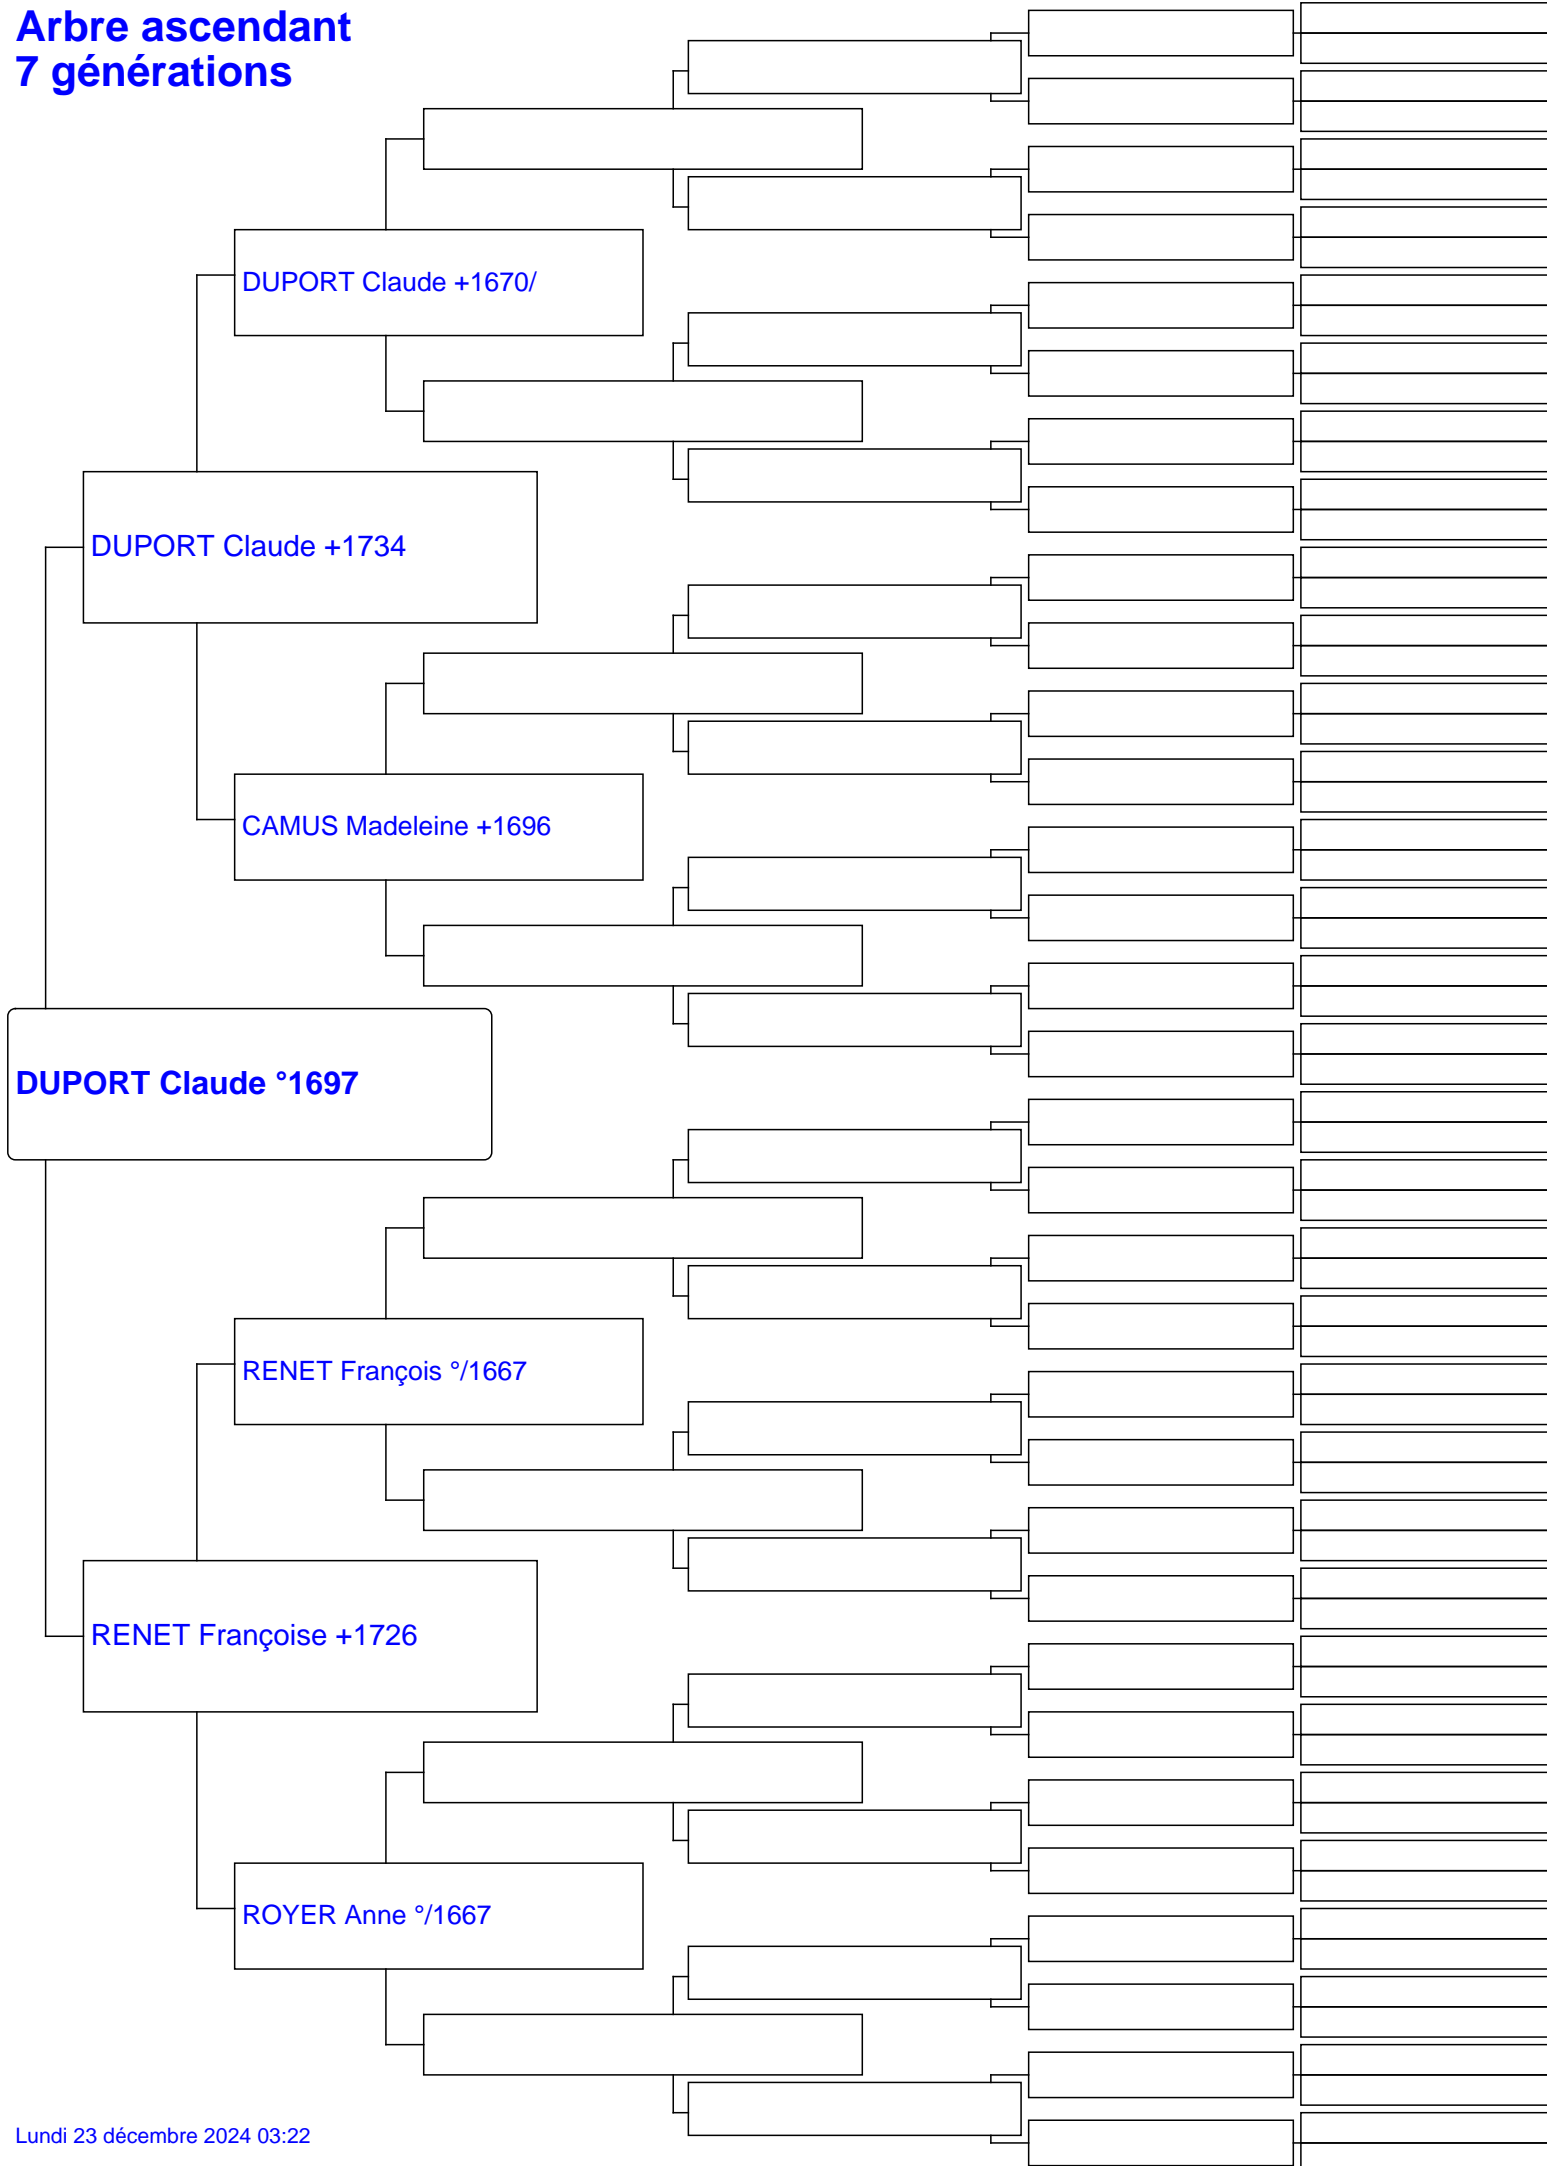 Arbre ascendant
7 générations
DUPORT Claude +1670/
DUPORT Claude +1734
CAMUS Madeleine +1696
DUPORT Claude °1697
RENET François °/1667
RENET Françoise +1726
ROYER Anne °/1667
Lundi 23 décembre 2024 03:22